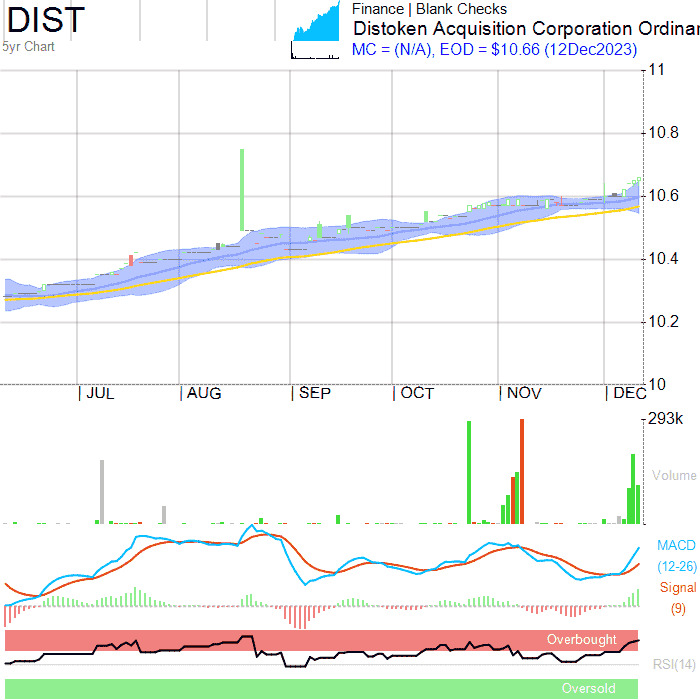 DIST
5yr Chart
Finance | Blank Checks
Distoken Acquisition Corporation Ordinar
MC = (N/A), EOD = $10.66 (12Dec2023)
11
10.8
10.6
10.4
10.2
10
| JUL | AUG | SEP | OCT | NOV | DEC
293k
Volume
MACD
(12-26)
Signal
(9)
Overbought
RSI(14)
Oversold